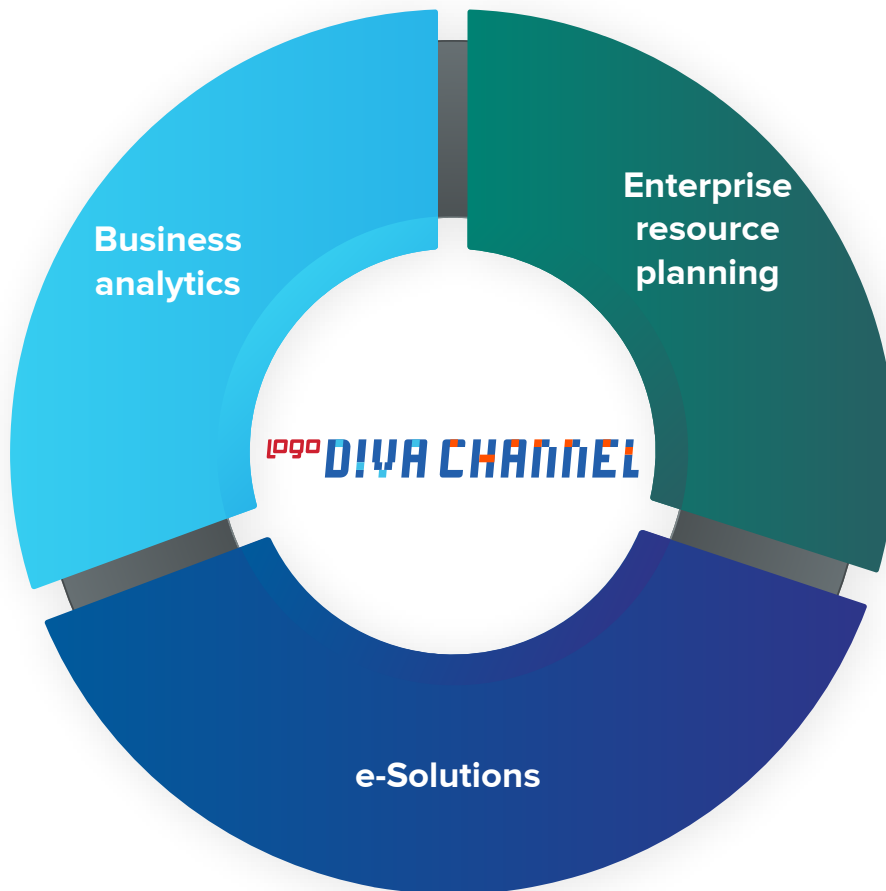 Enterprise
resource
planning
Business
analytics
LOGO DIVA CHANNEL
e-Solutions